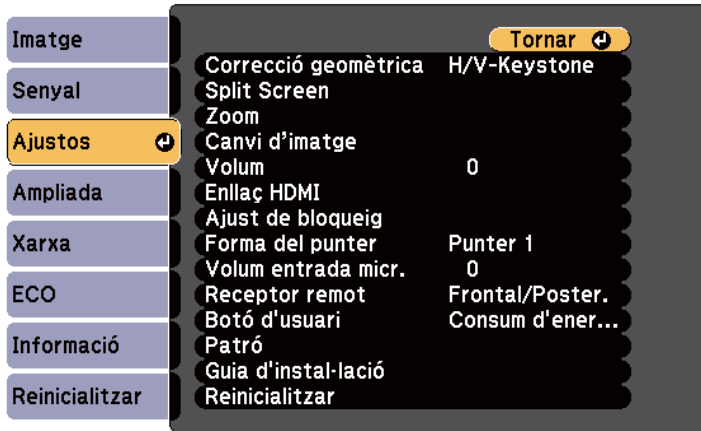 Imatge
Senyal
Ajustos
Ampliada
Xarxa
ECO
Informació
Reinicialitzar
Tornar
Correcció geomètrica H/V-Keystone
Split Screen
Zoom
Canvi d'imatge
Volum 0
Enllaç HDMI
Ajust de bloqueig
Forma del punter Punter 1
Volum entrada micr. 0
Receptor remot Frontal/Poster.
Botó d'usuari Consum d'ener...
Patró
Guia d'instal·lació
Reinicialitzar